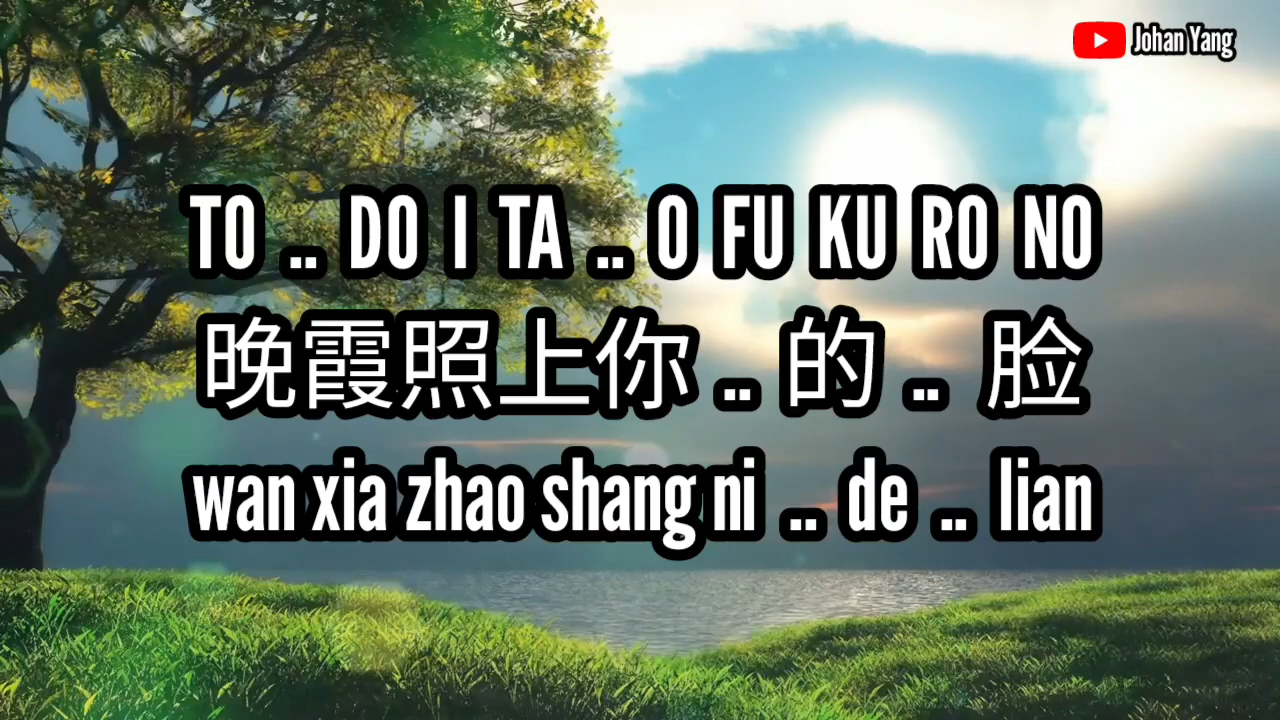 Johan Yang
TO .. DO I TA .. O FU KU RO NO
晚霞照上你 .. 的 .. 脸
wan xia zhao shang ni .. de .. lian